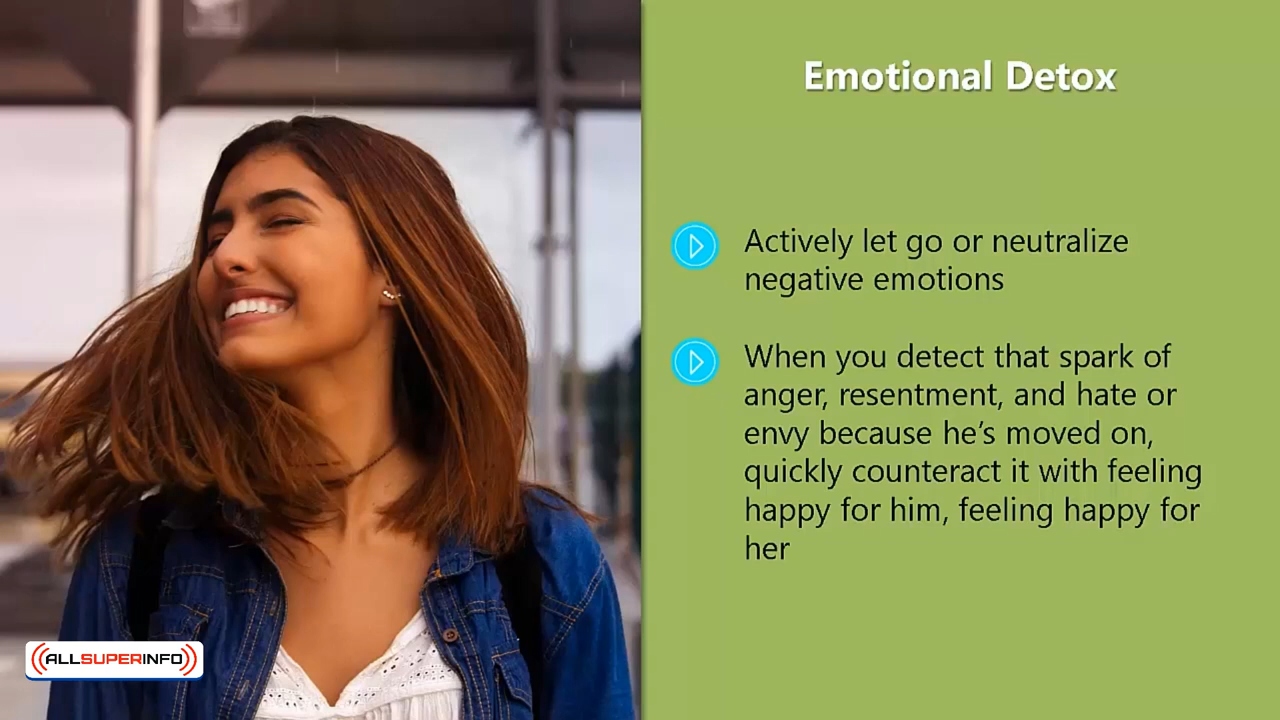 Emotional Detox
Actively let go or neutralize
negative emotions
When you detect that spark of
anger, resentment, and hate or
envy because he’s moved on,
quickly counteract it with feeling
happy for him, feeling happy for
her
ALLSUPERINFO